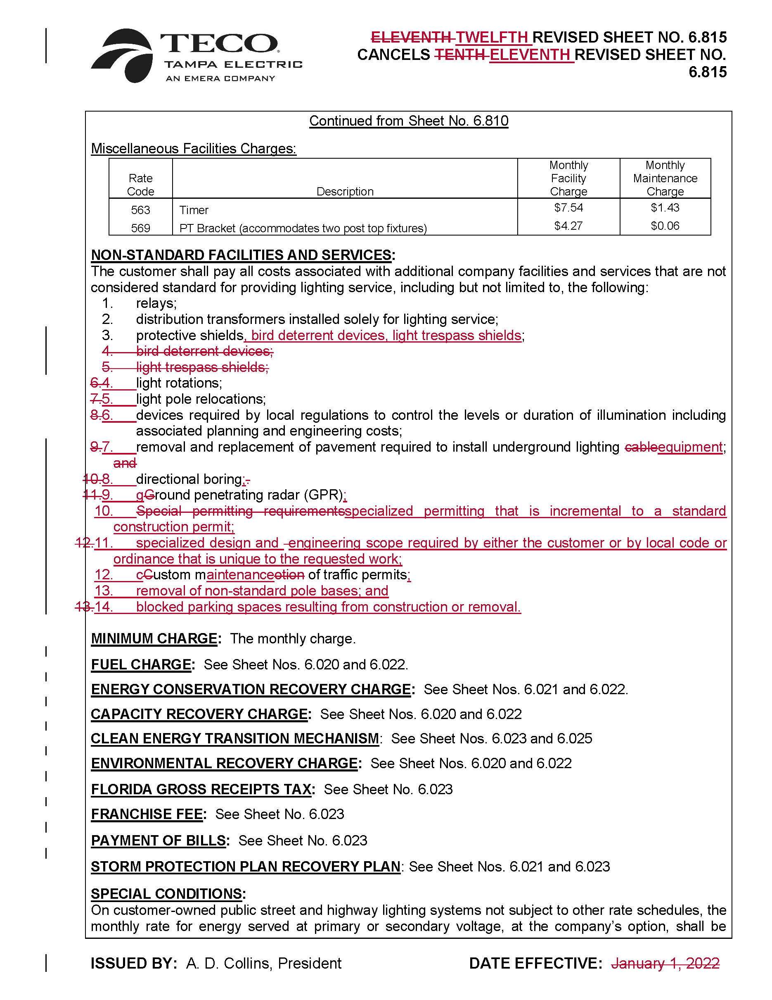 TECO®
TAMPA ELECTRIC
AN EMERA COMPANY
ELEVENTH TWELFTH REVISED SHEET NO. 6.815
CANCELS TENTH ELEVENTH REVISED SHEET NO.
6.815
Continued from Sheet No. 6.810
Miscellaneous Facilities Charges:
Rate Code Description Monthly Facility Charge Monthly Maintenance Charge
563 Timer $7.54 $1.43
569 PT Bracket (accommodates two post top fixtures) $4.27 $0.06
NON-STANDARD FACILITIES AND SERVICES:
The customer shall pay all costs associated with additional company facilities and services that are not
considered standard for providing lighting service, including but not limited to, the following:
1. relays;
2. distribution transformers installed solely for lighting service;
3. protective shields, bird deterrent devices, light trespass shields;
4. bird deterrent devices;
5. light trespass shields;
6.4. light rotations;
7.5. light pole relocations;
8.6. devices required by local regulations to control the levels or duration of illumination including
associated planning and engineering costs;
9.7. removal and replacement of pavement required to install underground lighting cableequipment;
and
10.8. directional boring;.
11.9. gGround penetrating radar (GPR);
10. Special permitting requirementsspecialized permitting that is incremental to a standard
construction permit;
12.11. specialized design and -engineering scope required by either the customer or by local code or
ordinance that is unique to the requested work;
12. cCustom maintenanceotion of traffic permits;
13. removal of non-standard pole bases; and
13.14. blocked parking spaces resulting from construction or removal.
MINIMUM CHARGE: The monthly charge.
FUEL CHARGE: See Sheet Nos. 6.020 and 6.022.
ENERGY CONSERVATION RECOVERY CHARGE: See Sheet Nos. 6.021 and 6.022.
CAPACITY RECOVERY CHARGE: See Sheet Nos. 6.020 and 6.022
CLEAN ENERGY TRANSITION MECHANISM: See Sheet Nos. 6.023 and 6.025
ENVIRONMENTAL RECOVERY CHARGE: See Sheet Nos. 6.020 and 6.022
FLORIDA GROSS RECEIPTS TAX: See Sheet No. 6.023
FRANCHISE FEE: See Sheet No. 6.023
PAYMENT OF BILLS: See Sheet No. 6.023
STORM PROTECTION PLAN RECOVERY PLAN: See Sheet Nos. 6.021 and 6.023
SPECIAL CONDITIONS:
On customer-owned public street and highway lighting systems not subject to other rate schedules, the
monthly rate for energy served at primary or secondary voltage, at the company's option, shall be
ISSUED BY: A. D. Collins, President
DATE EFFECTIVE: January 1, 2022